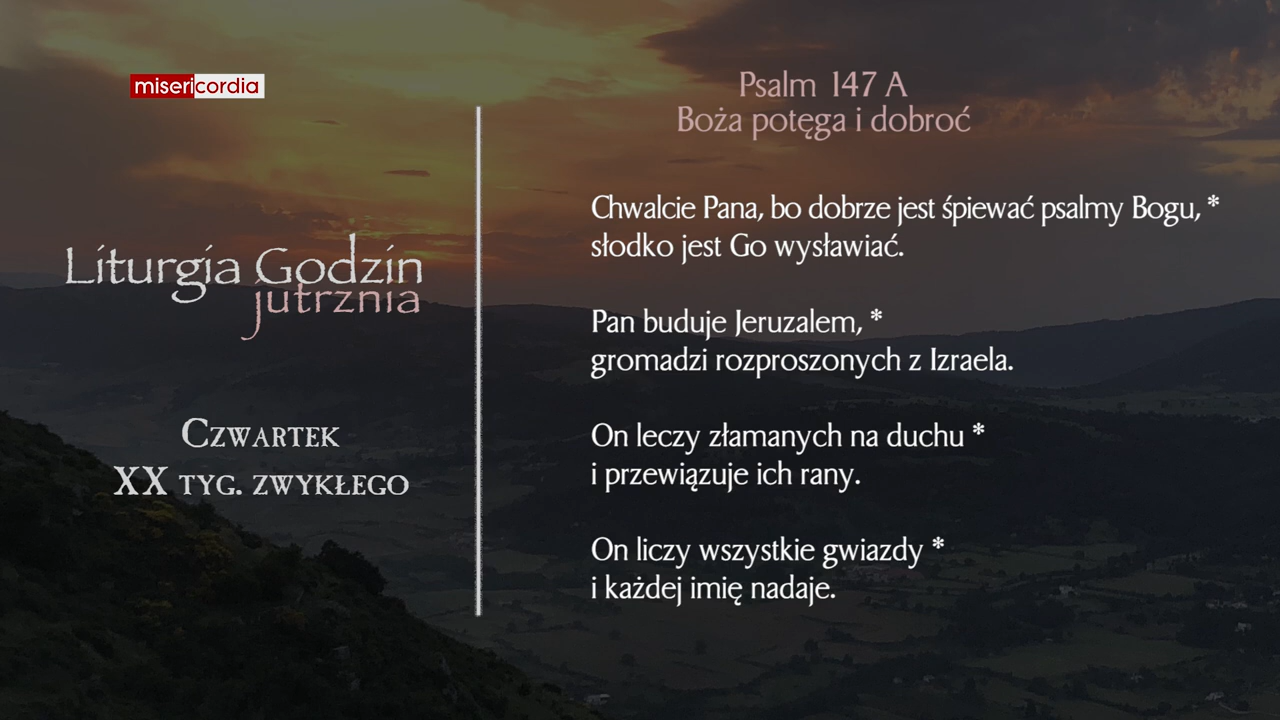 misericordia
Liturgia Godzin
jutrznia
Czwartek
XX tyg. zwykłego
Psalm 147 A
Boża potęga i dobroć
Chwalcie Pana, bo dobrze jest śpiewać psalmy Bogu, *
słodko jest Go wysławiać.
Pan buduje Jeruzalem, *
gromadzi rozproszonych z Izraela.
On leczy złamanych na duchu *
i przewiązuje ich rany.
On liczy wszystkie gwiazdy *
i każdej imię nadaje.